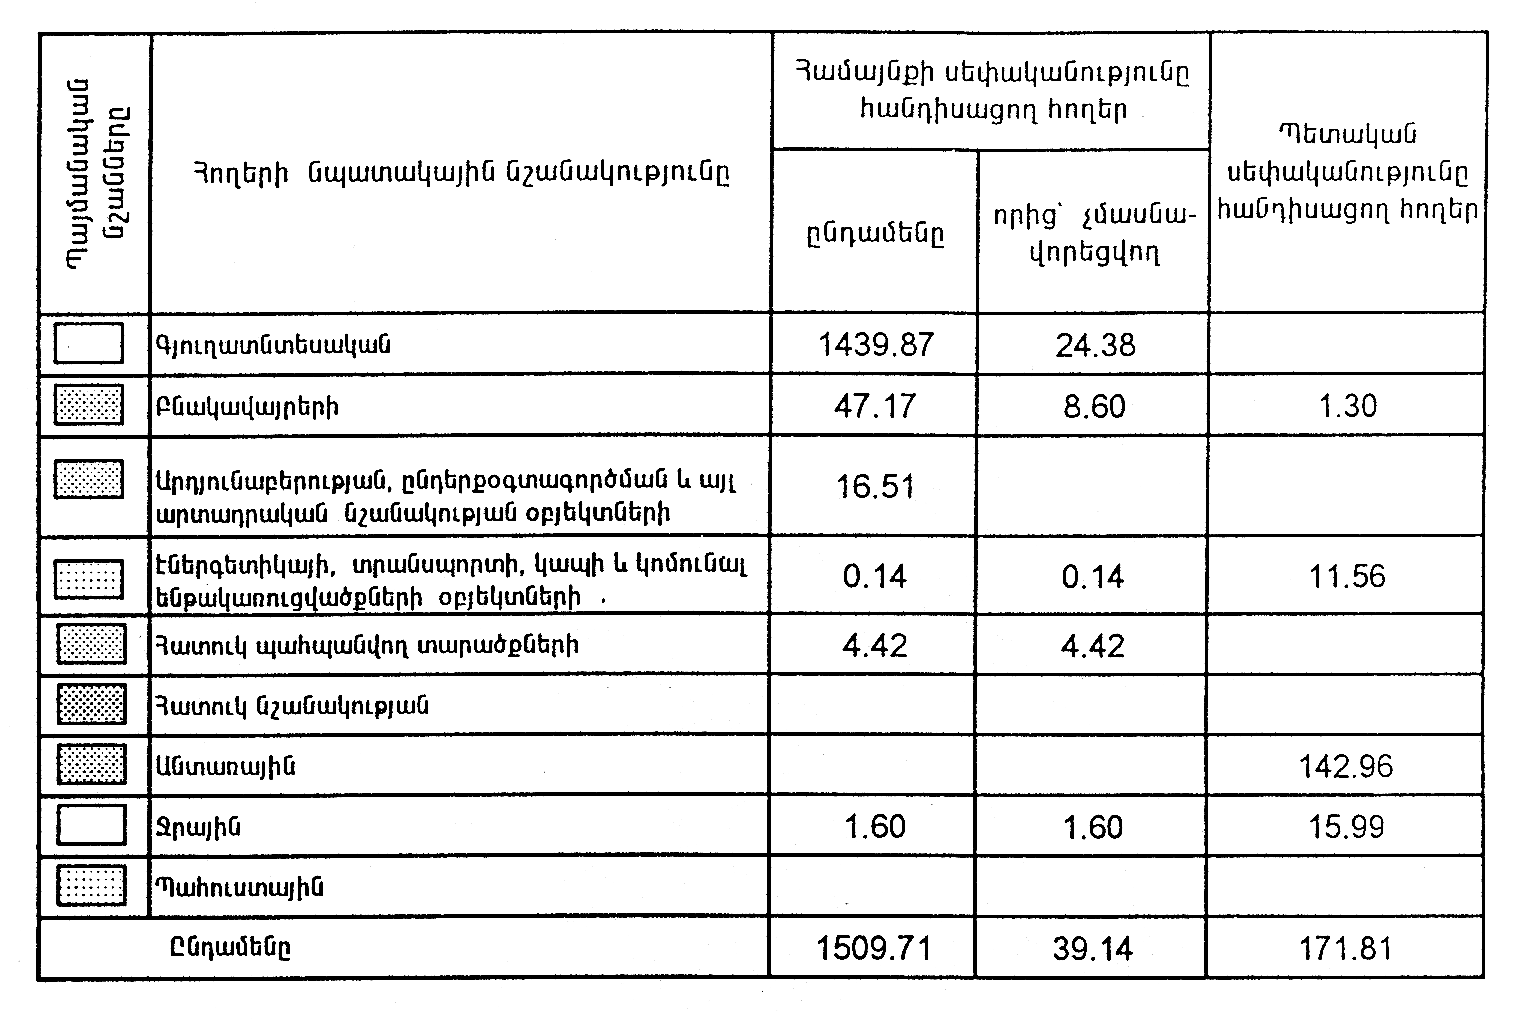 Պայմանական
նշանները
Հողերի նպատակային նշանակությունը
Համայնքի սեփականությունը
հանդիսացող հողեր
ընդամենը
որից՝ չմասնա-
վորեցվող
Պետական
սեփականությունը
հանդիսացող հողեր
Գյուղատնտեսական 1439.87 24.38
Բնակավայրերի 47.17 8.60 1.30
Արդյունաբերության, ընդերքօգտագործման և այլ
արտադրական նշանակության օբյեկտների 16.51
Էներգետիկայի, տրանսպորտի, կապի և կոմունալ
ենթակառուցվածքների օբյեկտների . 0.14 0.14 11.56
Հատուկ պահպանվող տարածքների 4.42 4.42
Հատուկ նշանակության
Անտառային 142.96
Ջրային 1.60 1.60 15.99
Պահուստային
Ընդամենը 1509.71 39.14 171.81